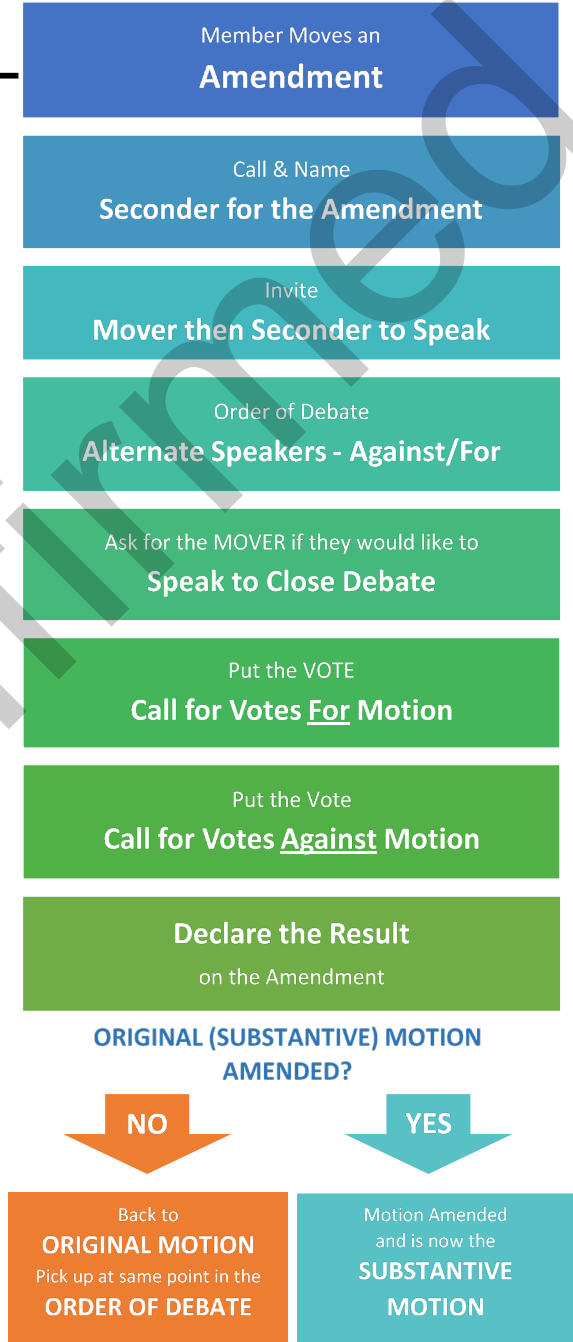 Member Moves an
Amendment
Call & Name
Seconder for the Amendment
Invite
Mover then Seconder to Speak
Order of Debate
Alternate Speakers - Against/For
Ask for the MOVER if they would like to
Speak to Close Debate
Put the VOTE
Call for Votes For Motion
Put the Vote
Call for Votes Against Motion
Declare the Result
on the Amendment
ORIGINAL (SUBSTANTIVE) MOTION
AMENDED?
NO
YES
Back to
ORIGINAL MOTION
Pick up at same point in the
ORDER OF DEBATE
Motion Amended
and is now the
SUBSTANTIVE
MOTION
firmed